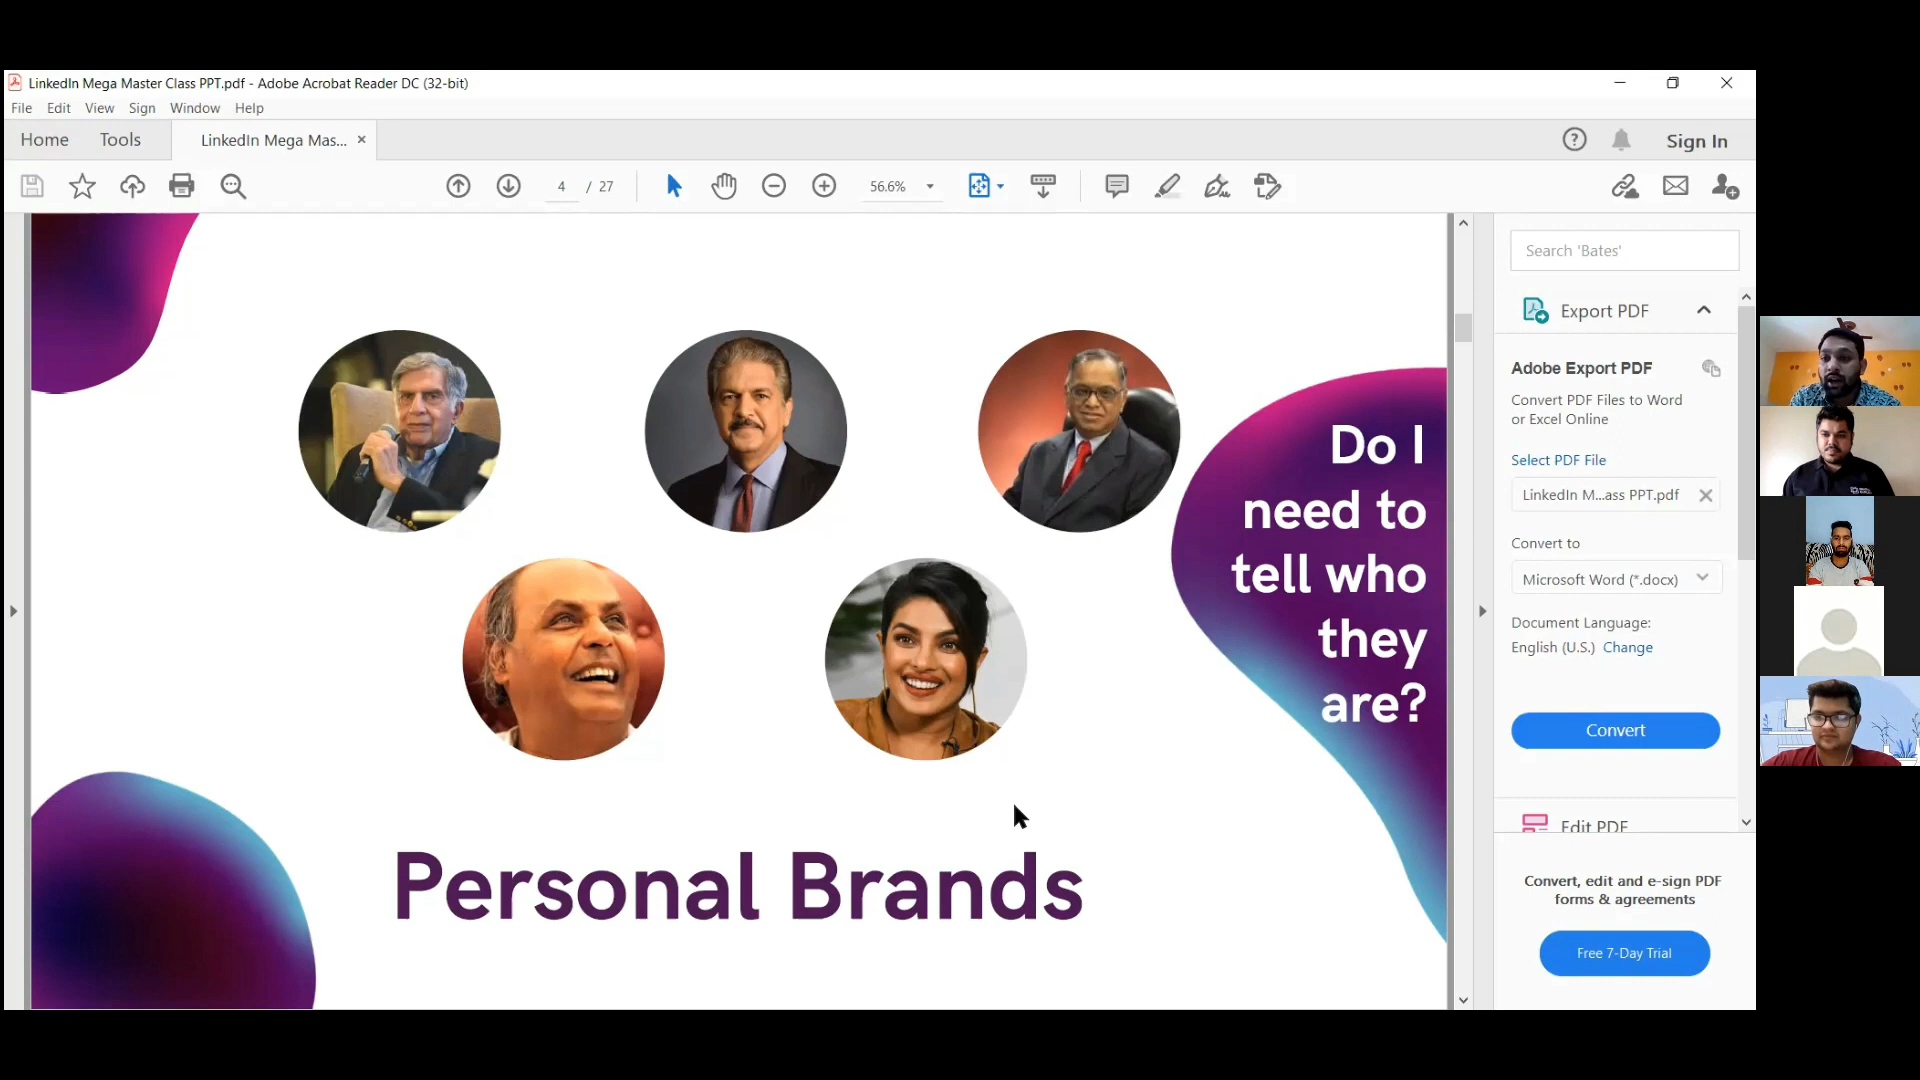 LinkedIn Mega Master Class PPT.pdf - Adobe Acrobat Reader DC (32-bit)
File Edit View Sign Window Help
Home Tools LinkedIn Mega Mas... × Sign In
4 / 27 56.6%
Do I
need to
tell who
they
are?
Personal Brands
Search 'Bates'
Export PDF
Adobe Export PDF
Convert PDF Files to Word
or Excel Online
Select PDF File
LinkedIn M...ass PPT.pdf
Convert to
Microsoft Word (*.docx)
Document Language:
English (U.S.) Change
Convert
Edit PDF
Convert, edit and e-sign PDF
forms & agreements
Free 7-Day Trial